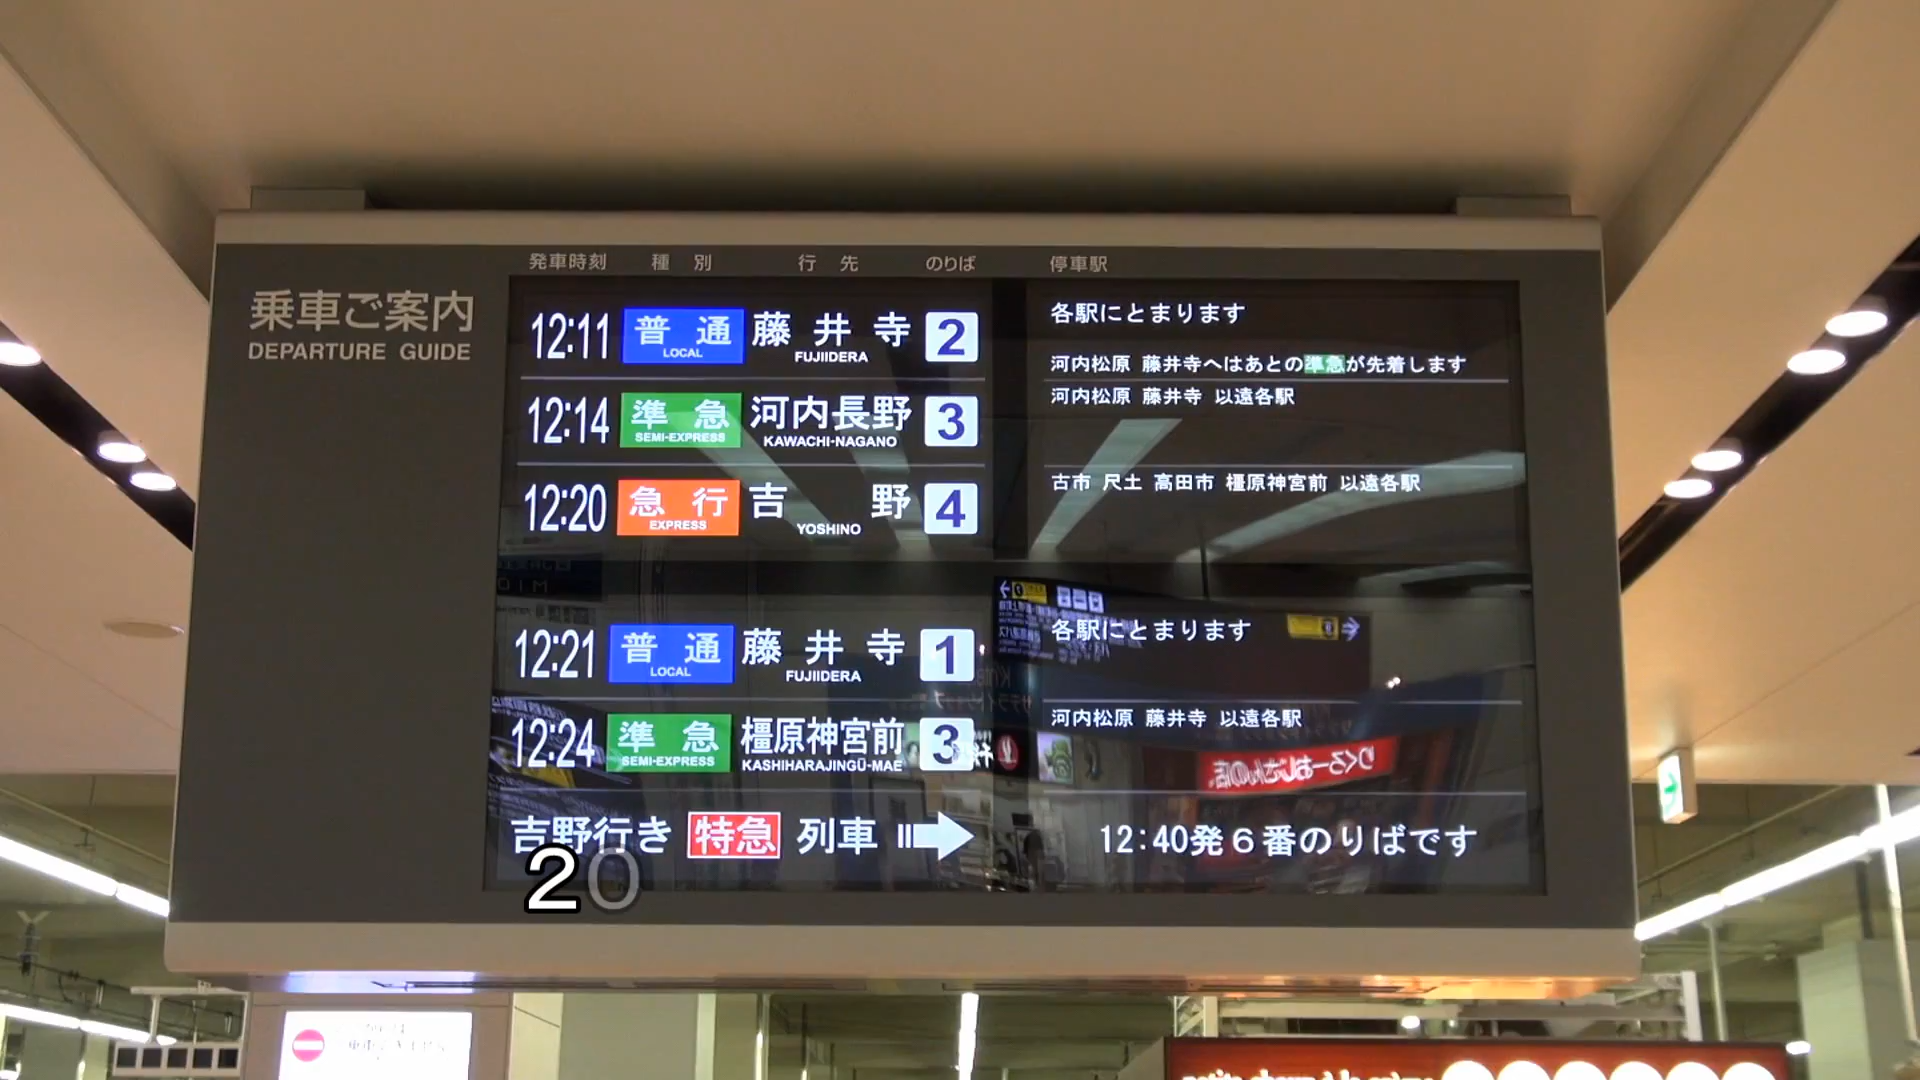 発車時刻 種別 行先 のりば 停車駅
乗車ご案内
DEPARTURE GUIDE
12:11 普通 藤井寺 2 各駅にとまります
LOCAL FUJIIDERA
河内松原 藤井寺へはあとの準急が先着します
12:14 準急 河内長野 3 河内松原 藤井寺 以遠各駅
SEMI-EXPRESS KAWACHI-NAGANO
12:20 急行 吉野 4 古市 尺土 高田市 橿原神宮前 以遠各駅
EXPRESS YOSHINO
12:21 普通 藤井寺 1 各駅にとまります
LOCAL FUJIIDERA
12:24 準急 橿原神宮前 3 河内松原 藤井寺 以遠各駅
SEMI-EXPRESS KASHIHARAJINGŪ-MAE
吉野行き 特急 列車 12:40発6番のりばです
20